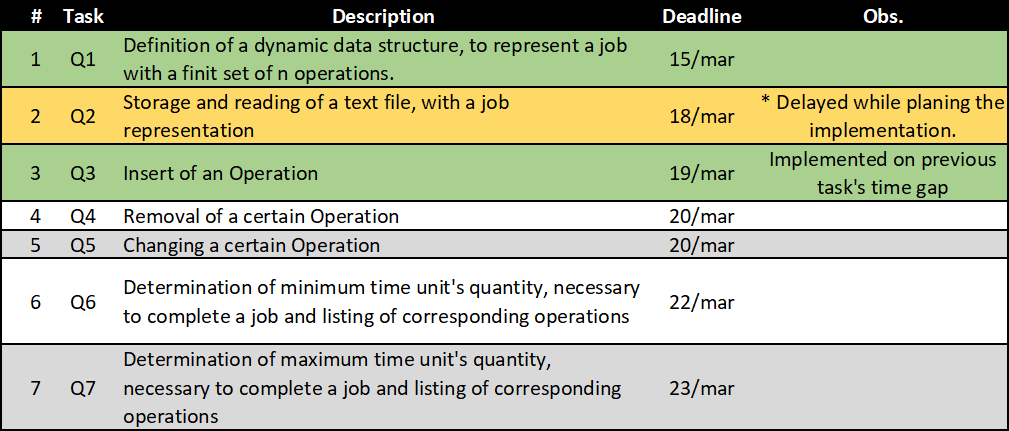 # Task Description Deadline Obs.
1 Q1 Definition of a dynamic data structure, to represent a job 15/mar
with a finit set of n operations.
2 Q2 Storage and reading of a text file, with a job 18/mar * Delayed while planing the
representation implementation.
3 Q3 Insert of an Operation 19/mar Implemented on previous
task's time gap
4 Q4 Removal of a certain Operation 20/mar
5 Q5 Changing a certain Operation 20/mar
6 Q6 Determination of minimum time unit's quantity, necessary 22/mar
to complete a job and listing of corresponding operations
7 Q7 Determination of maximum time unit's quantity, 23/mar
necessary to complete a job and listing of corresponding
operations